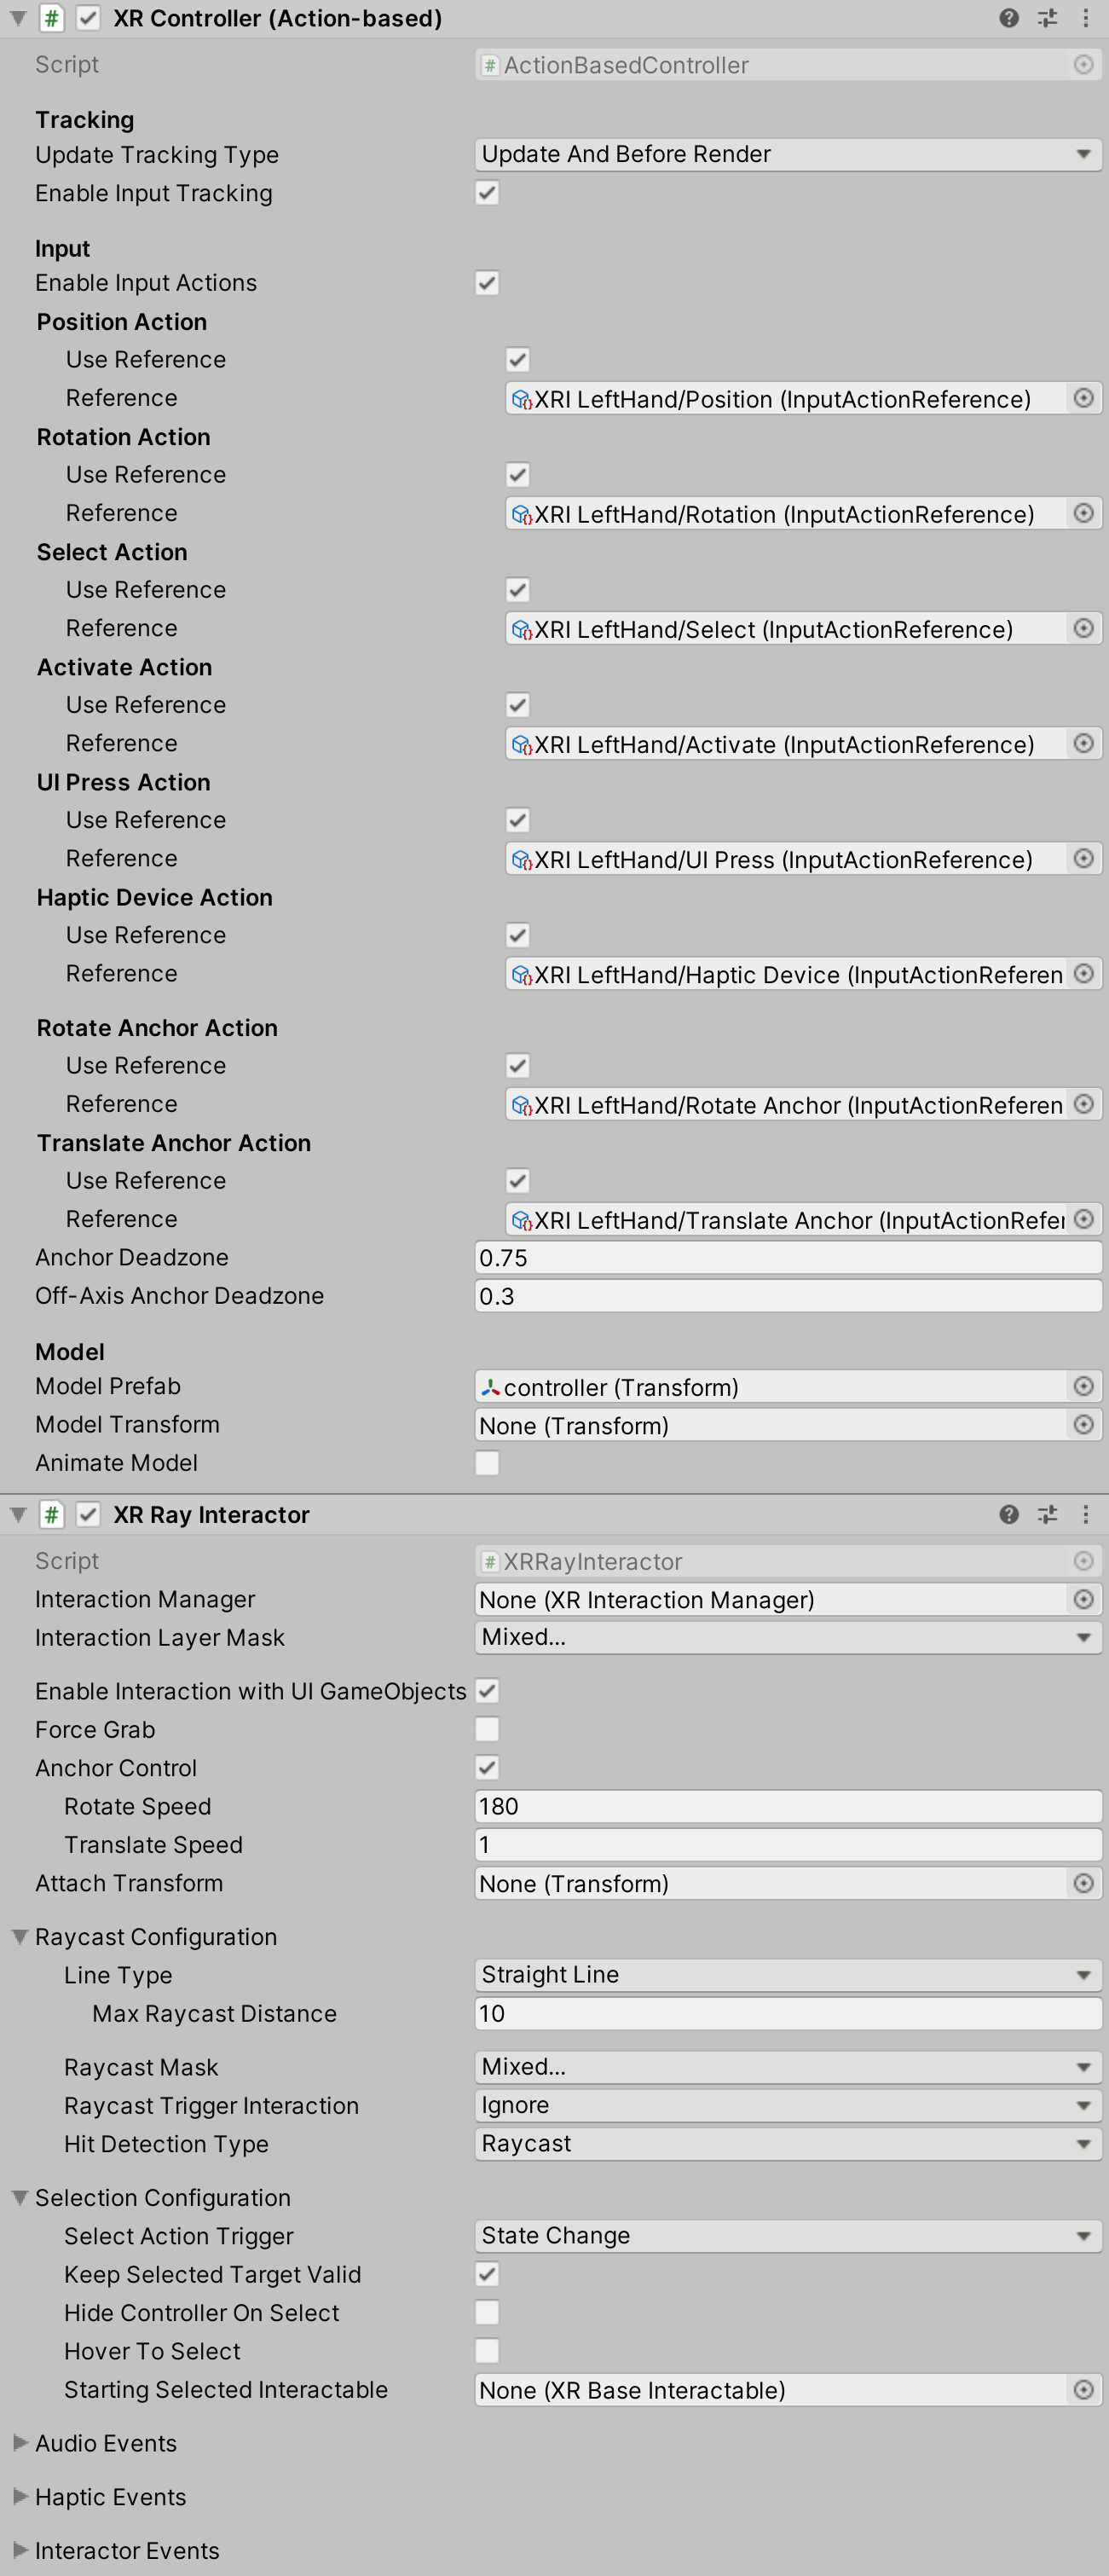 XR Controller (Action-based)
Script ActionBasedController
Tracking
Update Tracking Type Update And Before Render
Enable Input Tracking
Input
Enable Input Actions
Position Action
Use Reference
Reference XRI LeftHand/Position (InputActionReference)
Rotation Action
Use Reference
Reference XRI LeftHand/Rotation (InputActionReference)
Select Action
Use Reference
Reference XRI LeftHand/Select (InputActionReference)
Activate Action
Use Reference
Reference XRI LeftHand/Activate (InputActionReference)
UI Press Action
Use Reference
Reference XRI LeftHand/UI Press (InputActionReference)
Haptic Device Action
Use Reference
Reference XRI LeftHand/Haptic Device (InputActionReferen
Rotate Anchor Action
Use Reference
Reference XRI LeftHand/Rotate Anchor (InputActionReferen
Translate Anchor Action
Use Reference
Reference XRI LeftHand/Translate Anchor (InputActionRefer
Anchor Deadzone 0.75
Off-Axis Anchor Deadzone 0.3
Model
Model Prefab controller (Transform)
Model Transform None (Transform)
Animate Model
XR Ray Interactor
Script XRRayInteractor
Interaction Manager None (XR Interaction Manager)
Interaction Layer Mask Mixed...
Enable Interaction with UI GameObjects
Force Grab
Anchor Control
Rotate Speed 180
Translate Speed 1
Attach Transform None (Transform)
Raycast Configuration
Line Type Straight Line
Max Raycast Distance 10
Raycast Mask Mixed...
Raycast Trigger Interaction Ignore
Hit Detection Type Raycast
Selection Configuration
Select Action Trigger State Change
Keep Selected Target Valid
Hide Controller On Select
Hover To Select
Starting Selected Interactable None (XR Base Interactable)
Audio Events
Haptic Events
Interactor Events